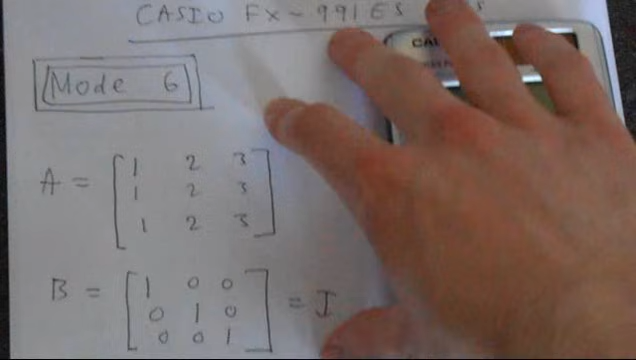 CASIO FX-991ES
Mode 6
A = [1 2 3
1 2 3
1 2 3]
B = [1 0 0
0 1 0
0 0 1] = I